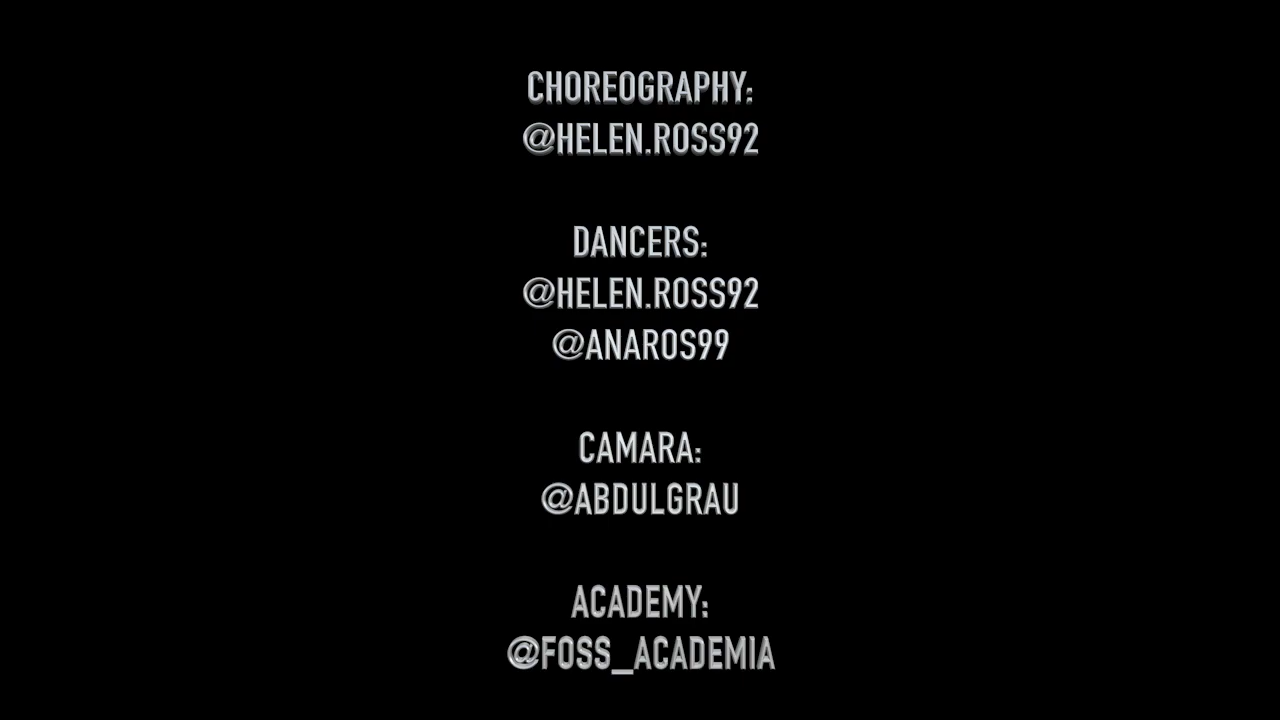 CHOREOGRAPHY:
@HELEN.ROSS92
DANCERS:
@HELEN.ROSS92
@ANAROS99
CAMARA:
@ABDULGRAU
ACADEMY:
@FOSS_ACADEMIA